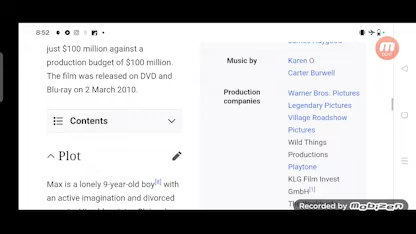 8:52
just $100 million against a
production budget of $100 million.
The film was released on DVD and
Blu-ray on 2 March 2010.
Contents
Plot
Max is a lonely 9-year-old boy[8] with
an active imagination and divorced
Music by
Karen O
Carter Burwell
Production
companies
Warner Bros. Pictures
Legendary Pictures
Village Roadshow
Pictures
Wild Things
Productions
Playtone
KLG Film Invest
GmbH[1]
Recorded by
Mobizen